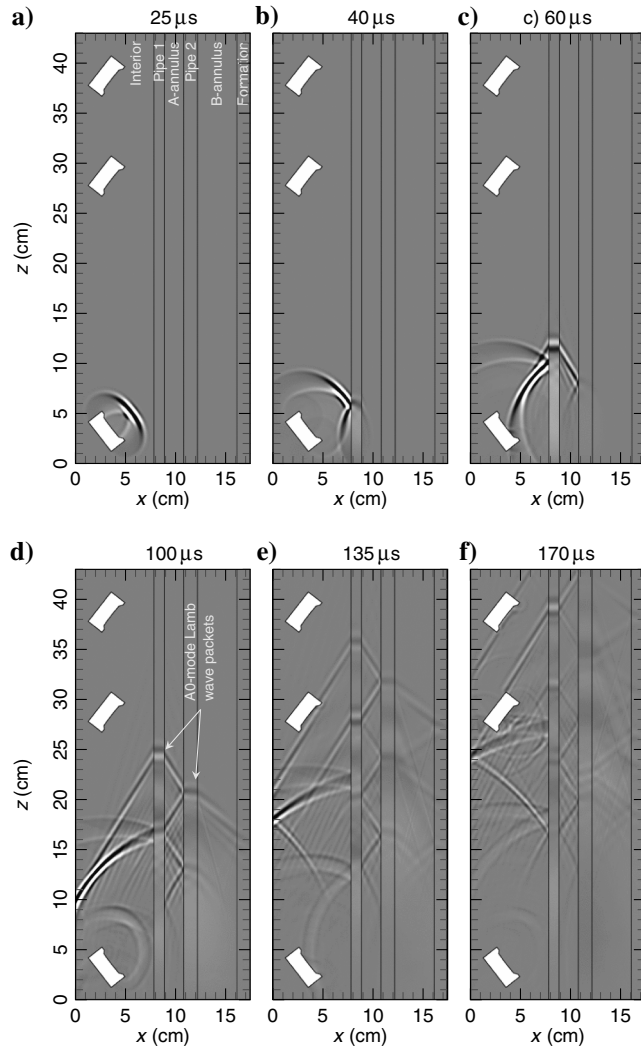 a) 25 μs
b) 40 μs
c) c) 60 μs
Interior
Pipe 1
A-annulus
Pipe 2
B-annulus
Formation
z (cm)
40
35
30
25
20
15
10
5
0
0 5 10 15
x (cm)
0 5 10 15
x (cm)
0 5 10 15
x (cm)
d) 100 μs
e) 135 μs
f) 170 μs
A0-mode Lamb
wave packets
z (cm)
40
35
30
25
20
15
10
5
0
0 5 10 15
x (cm)
0 5 10 15
x (cm)
0 5 10 15
x (cm)